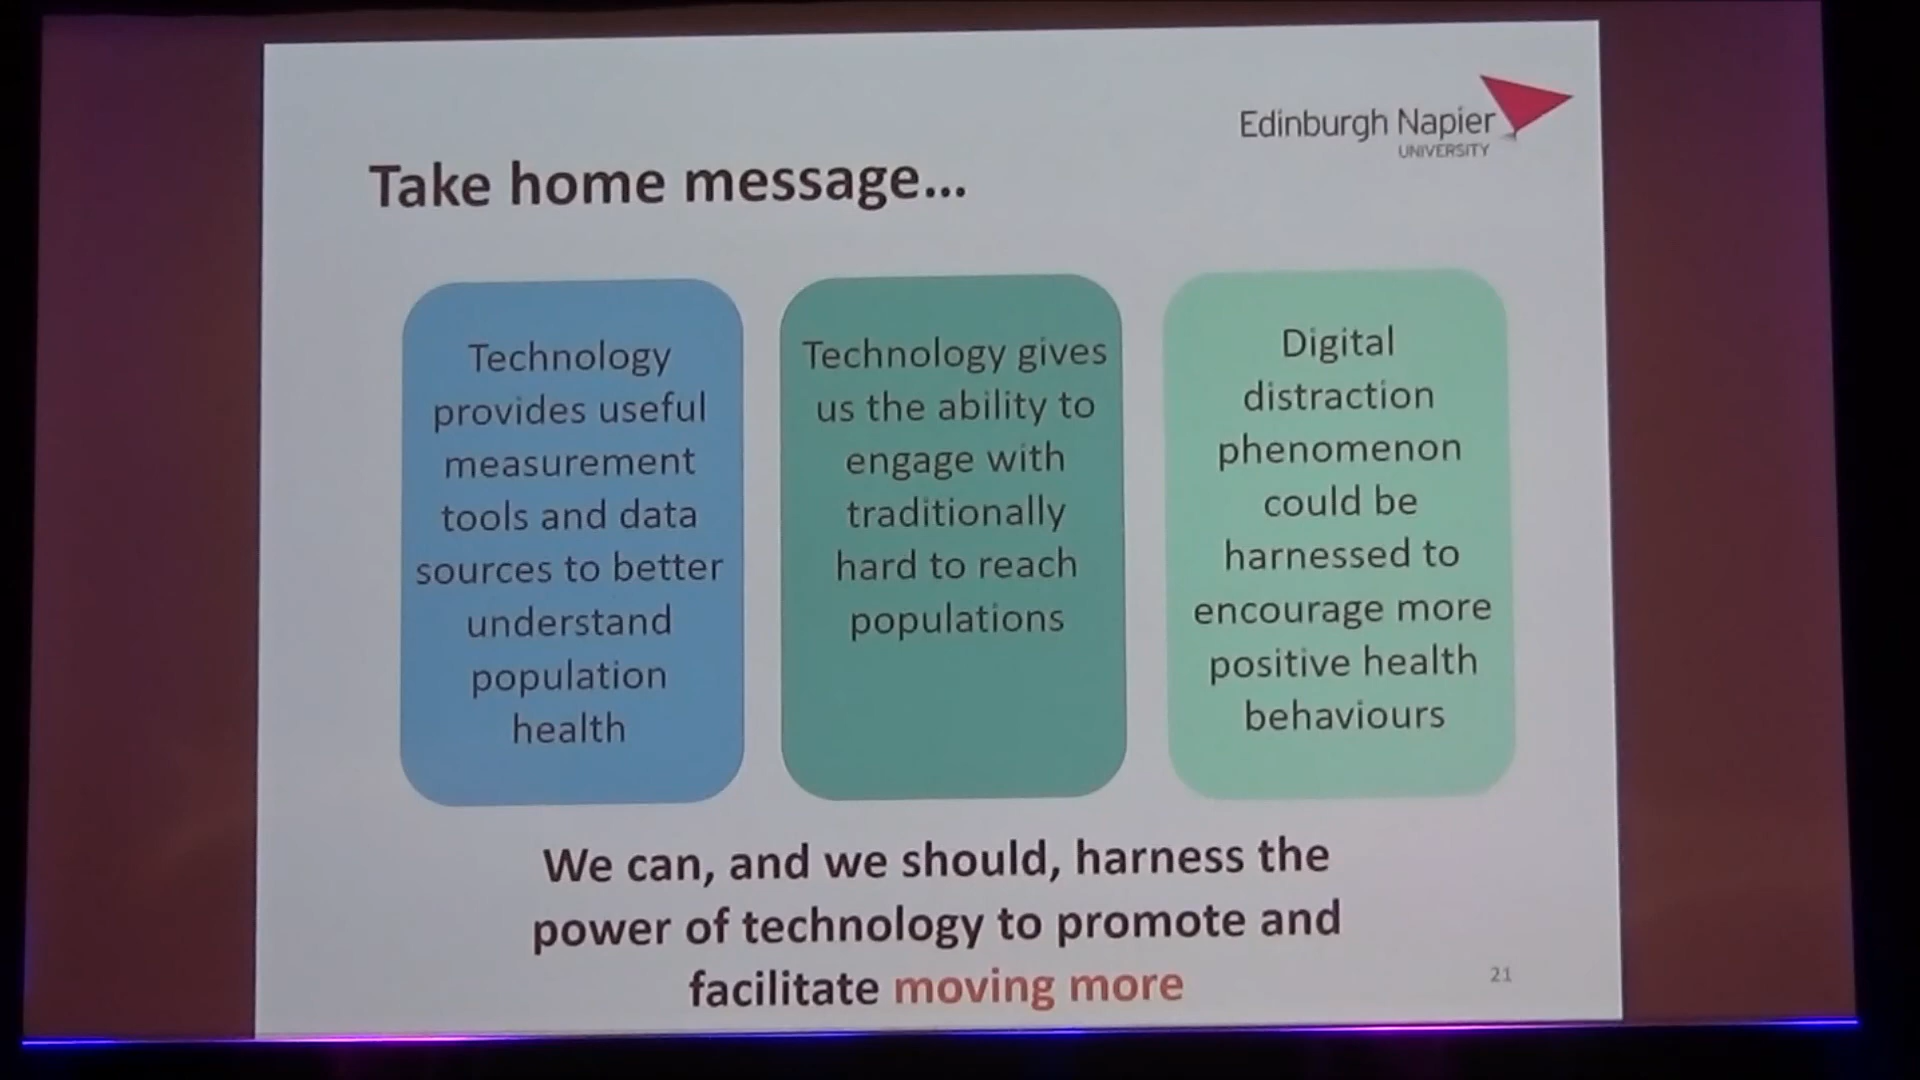 Edinburgh Napier
UNIVERSITY
Take home message...
Technology
provides useful
measurement
tools and data
sources to better
understand
population
health
Technology gives
us the ability to
engage with
traditionally
hard to reach
populations
Digital
distraction
phenomenon
could be
harnessed to
encourage more
positive health
behaviours
We can, and we should, harness the
power of technology to promote and
facilitate moving more
21